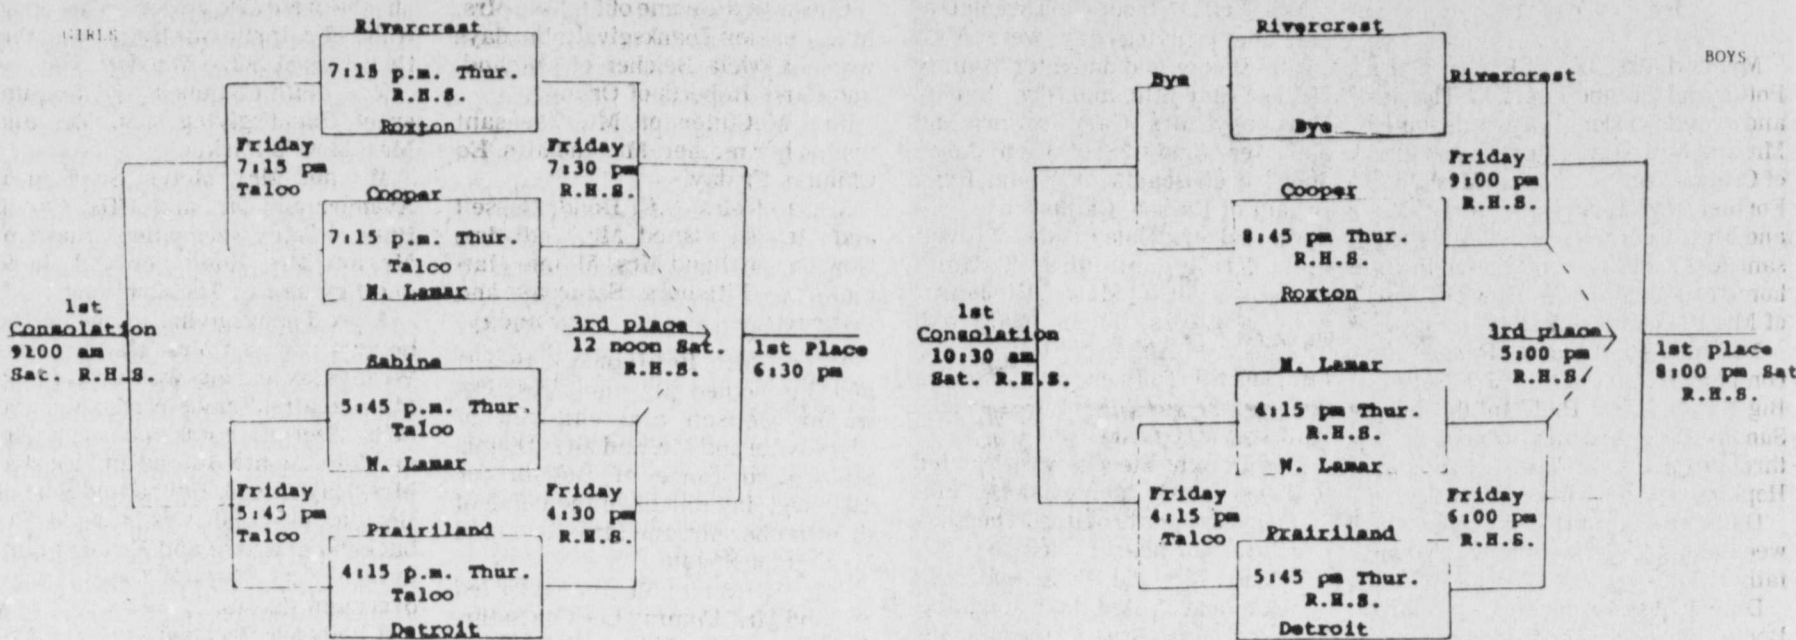 GIRLS
Rivercrest
7:15 p.m. Thur.
R.H.S.
Roxton
Friday
7:15 pm
Talco
Friday
7:30 pm
R.H.S.
Cooper
7:15 p.m. Thur.
Talco
N. Lamar
1st
Consolation
9:00 am
Sat. R.H.S.
3rd place
12 noon Sat.
R.H.S.
1st Place
6:30 pm
Sabine
5:45 p.m. Thur.
Talco
W. Lamar
Friday
5:45 pm
Talco
Friday
4:30 pm
R.H.S.
Prairiland
4:15 p.m. Thur.
Talco
Detroit
BOYS
Rivercrest
Bye
Rivercrest
Bye
Friday
9:00 pm
R.H.S.
Cooper
8:45 pm Thur.
R.H.S.
Roxton
1st
Consolation
10:30 am
Sat. R.H.S.
3rd place
5:00 pm
R.H.S.
1st place
8:00 pm Sat
R.H.S.
N. Lamar
4:15 pm Thur.
R.H.S.
W. Lamar
Friday
4:15 pm
Talco
Friday
6:00 pm
R.H.S.
Prairiland
5:45 pm Thur.
R.H.S.
Detroit